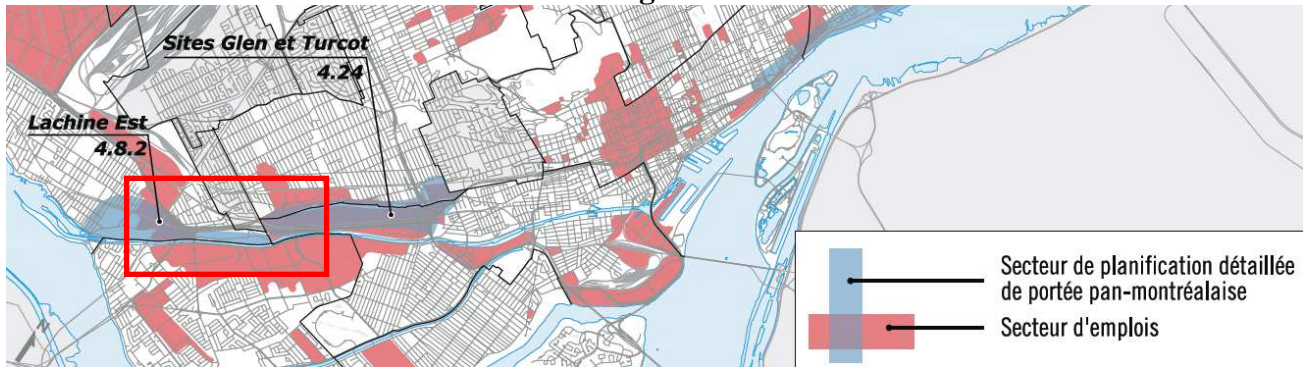 Sites Glen et Turcot
4.24
Lachine Est
4.8.2
Secteur de planification détaillée
de portée pan-montréalaise
Secteur d'emplois
N